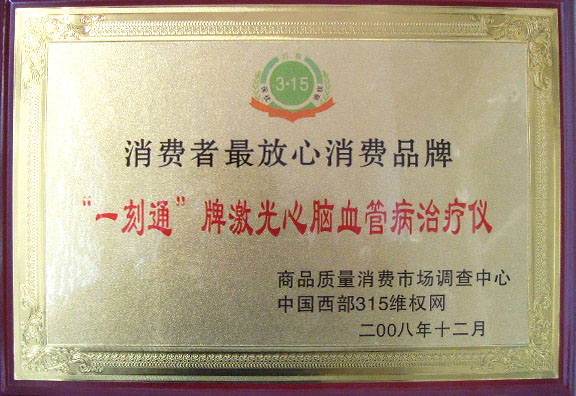 3·15
消费者最放心消费品牌
“一刻通”牌激光心脑血管病治疗仪
商品质量消费市场调查中心
中国西部315维权网
二00八年十二月